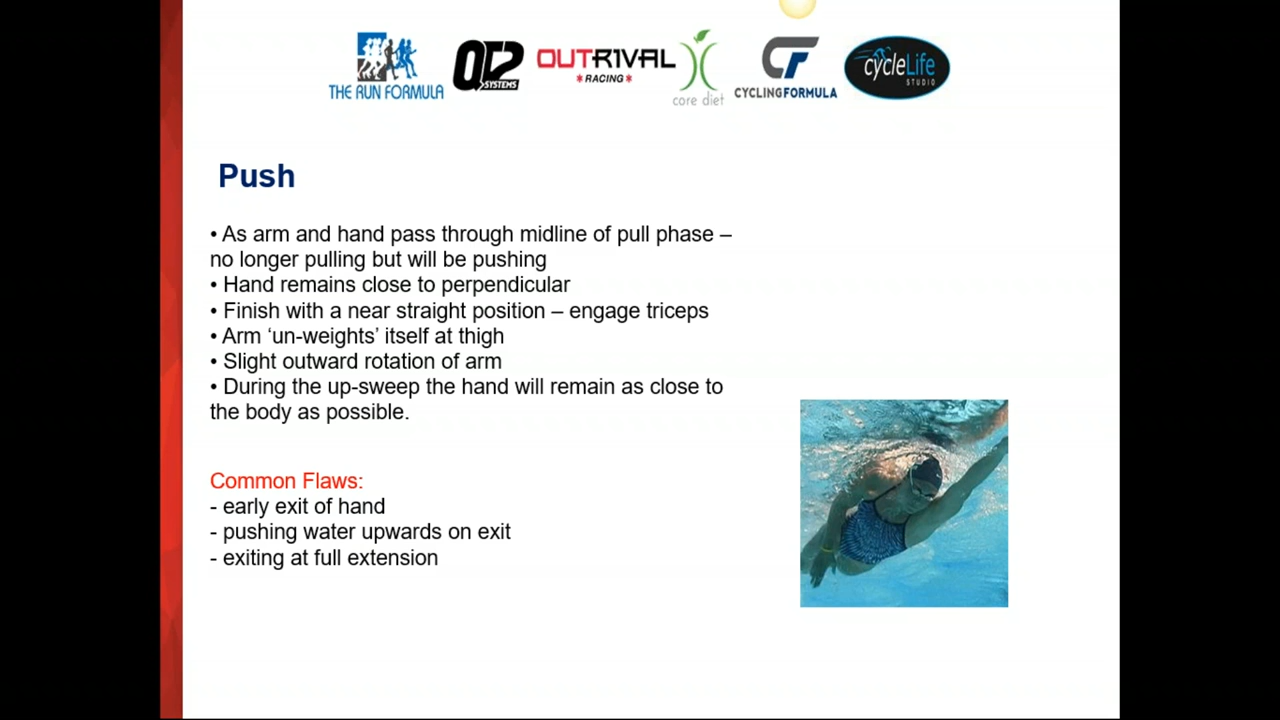 THE RUN FORMULA
QT2
SYSTEMS
OUTRIVAL
*RACING*
core diet
CYCLINGFORMULA
cycleLife
STUDIO
Push
• As arm and hand pass through midline of pull phase –
no longer pulling but will be pushing
• Hand remains close to perpendicular
• Finish with a near straight position – engage triceps
• Arm ‘un-weights’ itself at thigh
• Slight outward rotation of arm
• During the up-sweep the hand will remain as close to
the body as possible.
Common Flaws:
- early exit of hand
- pushing water upwards on exit
- exiting at full extension